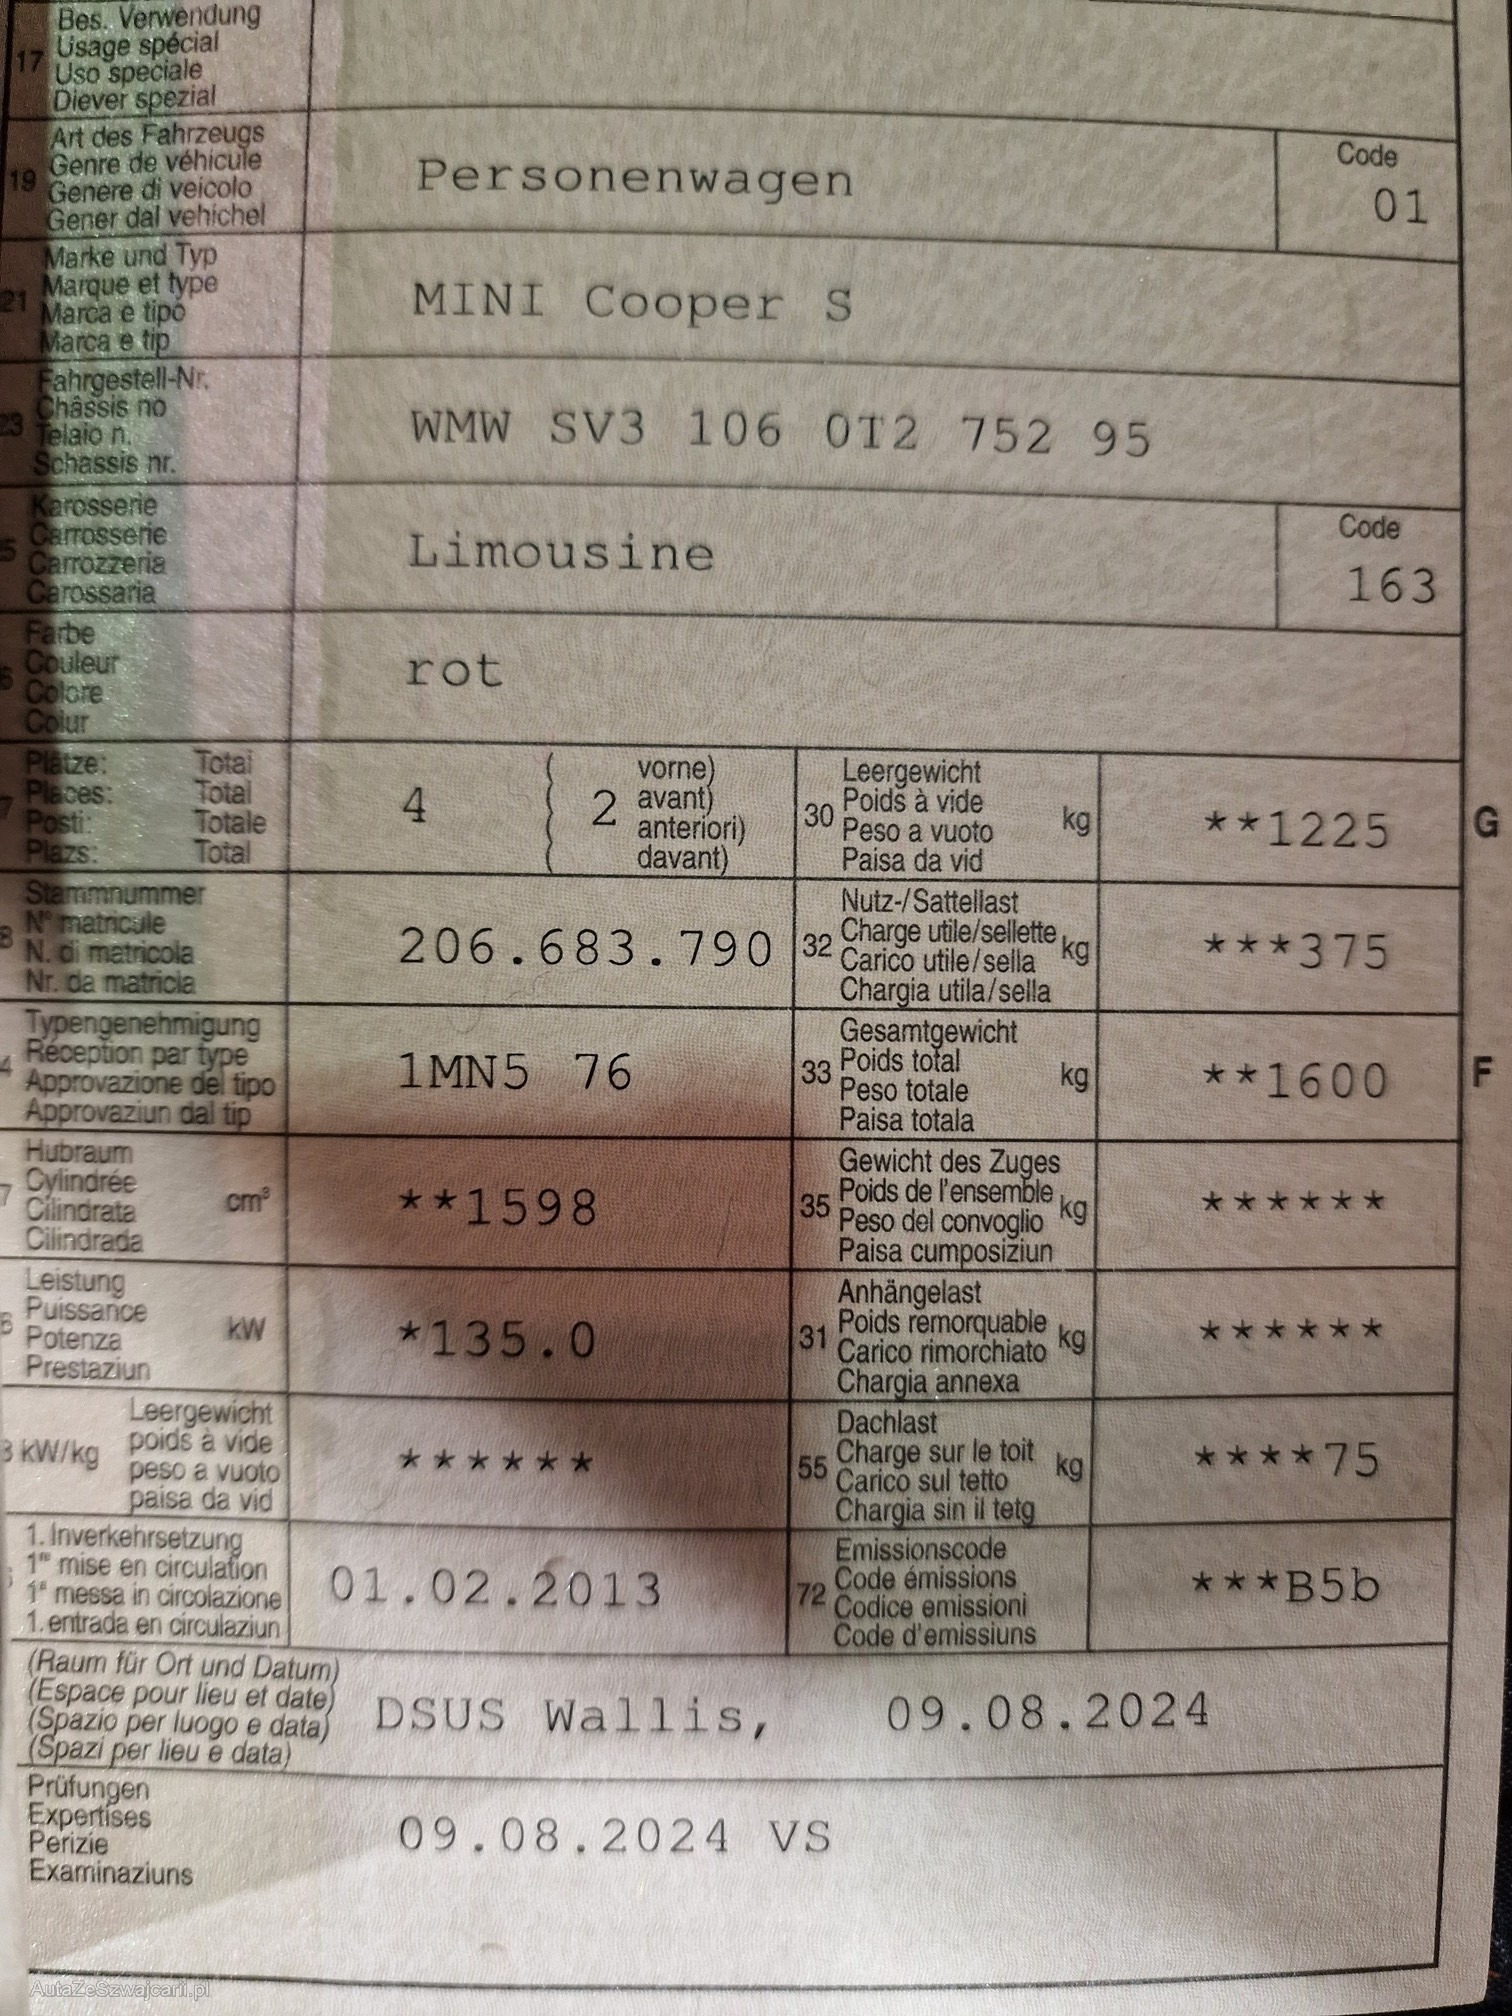 Bes. Verwendung
17 Usage spécial
Uso speciale
Diever spezial
Art des Fahrzeugs
19 Genre de véhicule
Genere di veicolo
Gener dal vehichel
Personenwagen
Code
01
Marke und Typ
21 Marque et type
Marca e tipo
Marca e tip
MINI Cooper S
Fahrgestell-Nr.
23 Châssis no
Telaio n.
Schassis nr.
WMW SV3 106 0T2 752 95
Karosserie
5 Carrosserie
Carrozzeria
Carossaria
Limousine
Code
163
Farbe
6 Couleur
Colore
Colur
rot
Plätze: Total
7 Places: Total
Posti: Totale
Plazs: Total
4 ( 2 vorne)
( avant)
( anteriori)
( davant)
Leergewicht
30 Poids à vide kg
Peso a vuoto
Paisa da vid
**1225
G
Stammnummer
8 N° matricule
N. di matricola
Nr. da matricla
206.683.790
Nutz-/Sattellast
32 Charge utile/sellette kg
Carico utile/sella
Chargia utila/sella
***375
Typengenehmigung
4 Réception par type
Approvazione del tipo
Approvaziun dal tip
1MN5 76
Gesamtgewicht
33 Poids total kg
Peso totale
Paisa totala
**1600
F
Hubraum
7 Cylindrée cm³
Cilindrata
Cilindrada
**1598
Gewicht des Zuges
35 Poids de l'ensemble kg
Peso del convoglio
Paisa cumposiziun
******
Leistung
6 Puissance kW
Potenza
Prestaziun
*135.0
Anhängelast
31 Poids remorquable kg
Carico rimorchiato
Chargia annexa
******
Leergewicht
kW/kg poids à vide
peso a vuoto
paisa da vid
******
Dachlast
55 Charge sur le toit kg
Carico sul tetto
Chargia sin il tetg
****75
1. Inverkehrsetzung
1re mise en circulation
1a messa in circolazione
1. entrada en circulaziun
01.02.2013
Emissionscode
72 Code émissions
Codice emissioni
Code d'emissiuns
***B5b
(Raum für Ort und Datum)
(Espace pour lieu et date)
(Spazio per luogo e data)
(Spazi per lieu e data)
DSUS Wallis, 09.08.2024
Prüfungen
Expertises
Perizie
Examinaziuns
09.08.2024 VS
AutaZeSzwajcarii.pl